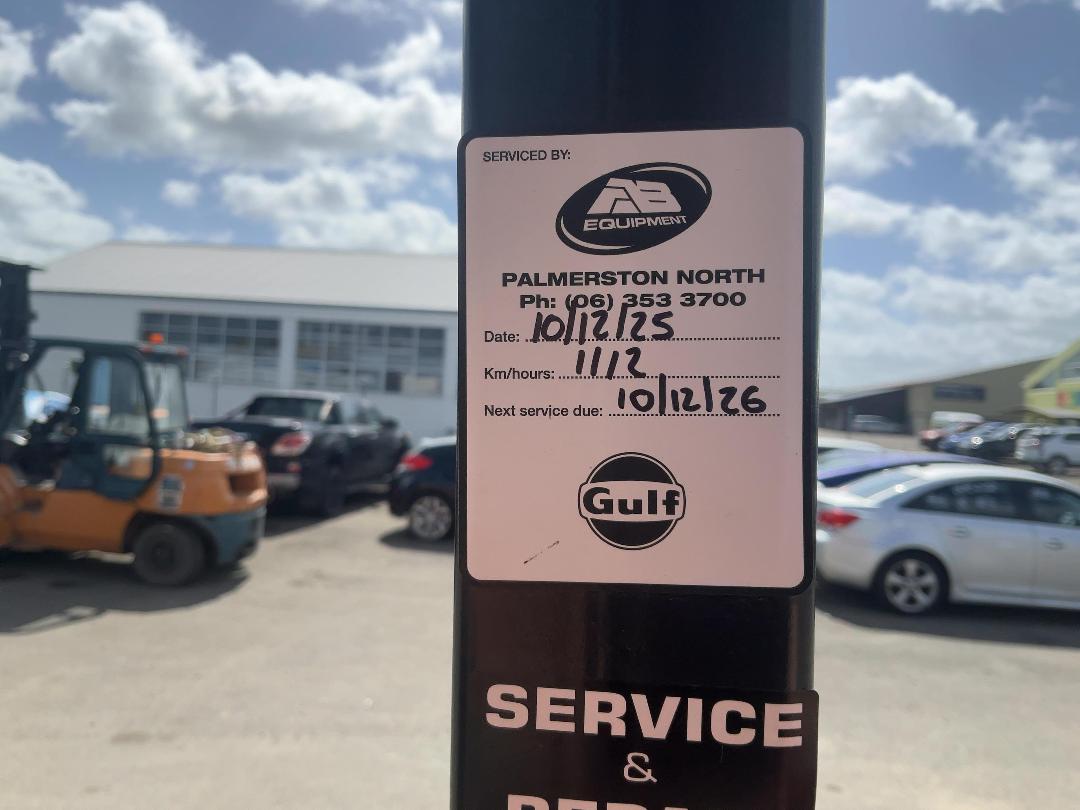 SERVICED BY:
AB
EQUIPMENT
PALMERSTON NORTH
Ph: (06) 353 3700
Date: 10/12/25
Km/hours: 1112
Next service due: 10/12/26
Gulf
SERVICE
&